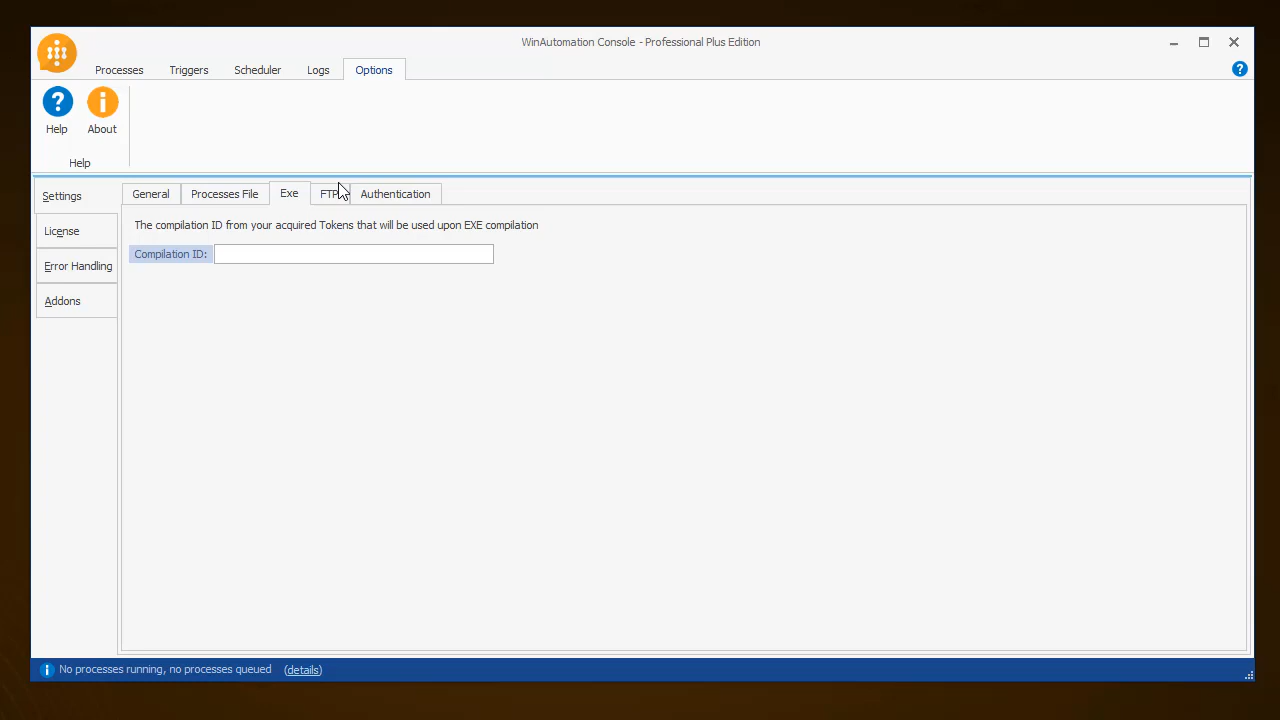 WinAutomation Console - Professional Plus Edition
Processes Triggers Scheduler Logs Options
Help About
Help
Settings
License
Error Handling
Addons
General Processes File Exe FTP Authentication
The compilation ID from your acquired Tokens that will be used upon EXE compilation
Compilation ID:
No processes running, no processes queued (details)